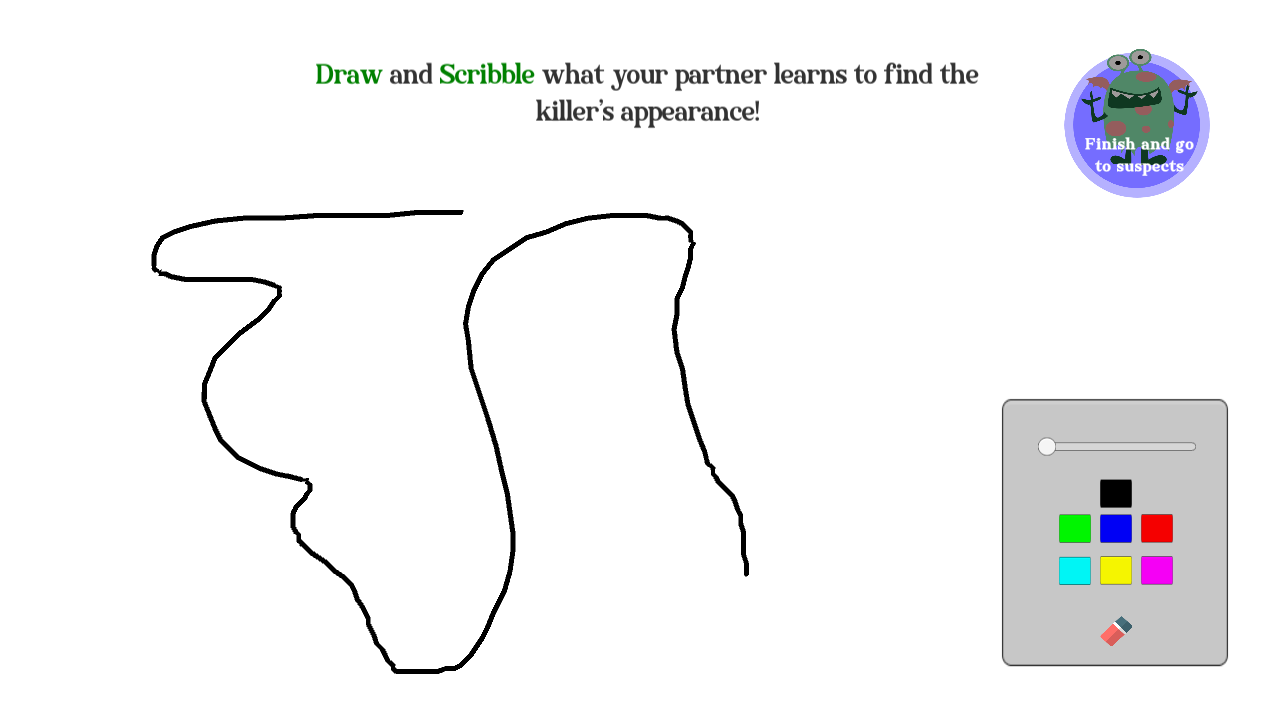 Draw and Scribble what your partner learns to find the
killer's appearance!
Finish and go
to suspects